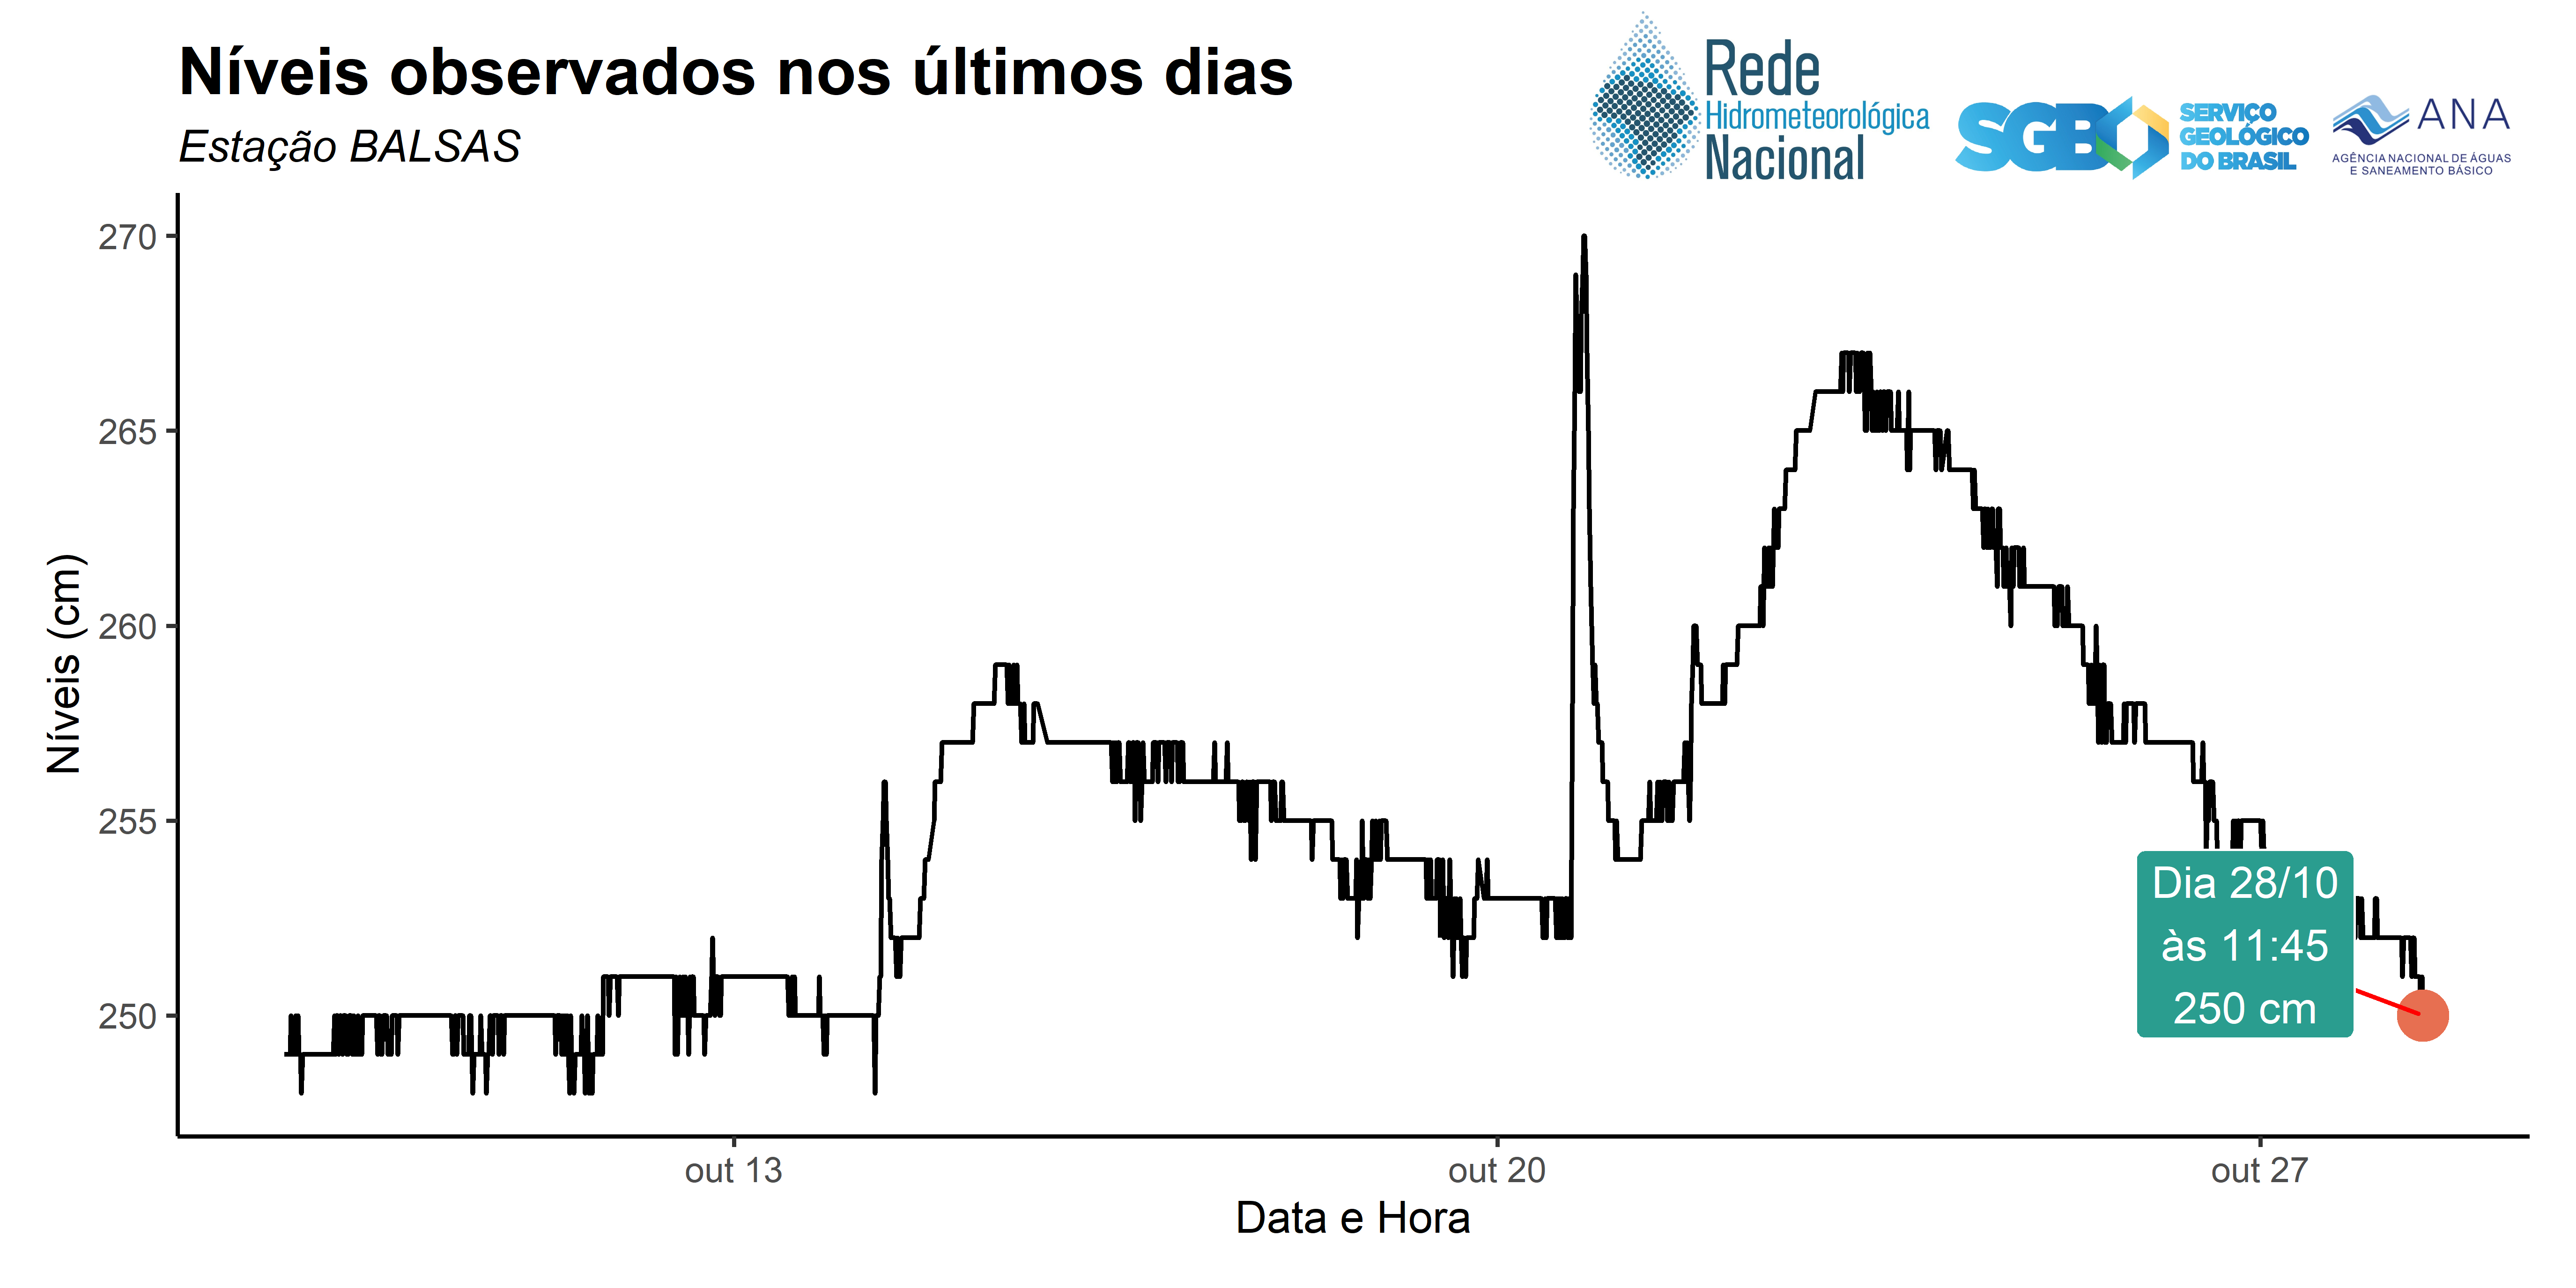 Níveis observados nos últimos dias
Estação BALSAS
Rede
Hidrometeorológica
Nacional
SGB
SERVIÇO
GEOLÓGICO
DO BRASIL
ANA
AGÊNCIA NACIONAL DE ÁGUAS
E SANEAMENTO BÁSICO
270
265
260
255
250
Níveis (cm)
Dia 28/10
às 11:45
250 cm
out 13
out 20
out 27
Data e Hora